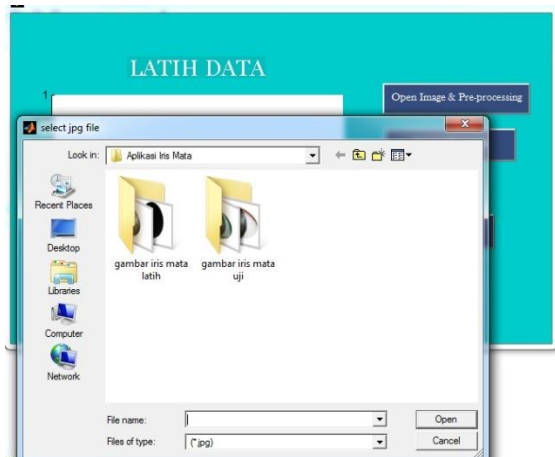 LATIH DATA
1
Open Image & Pre-processing
select jpg file
Look in:
Aplikasi Iris Mata
Recent Places
Desktop
Libraries
Computer
Network
gambar iris mata
latih
gambar iris mata
uji
File name:
Open
Files of type:
(*.jpg)
Cancel